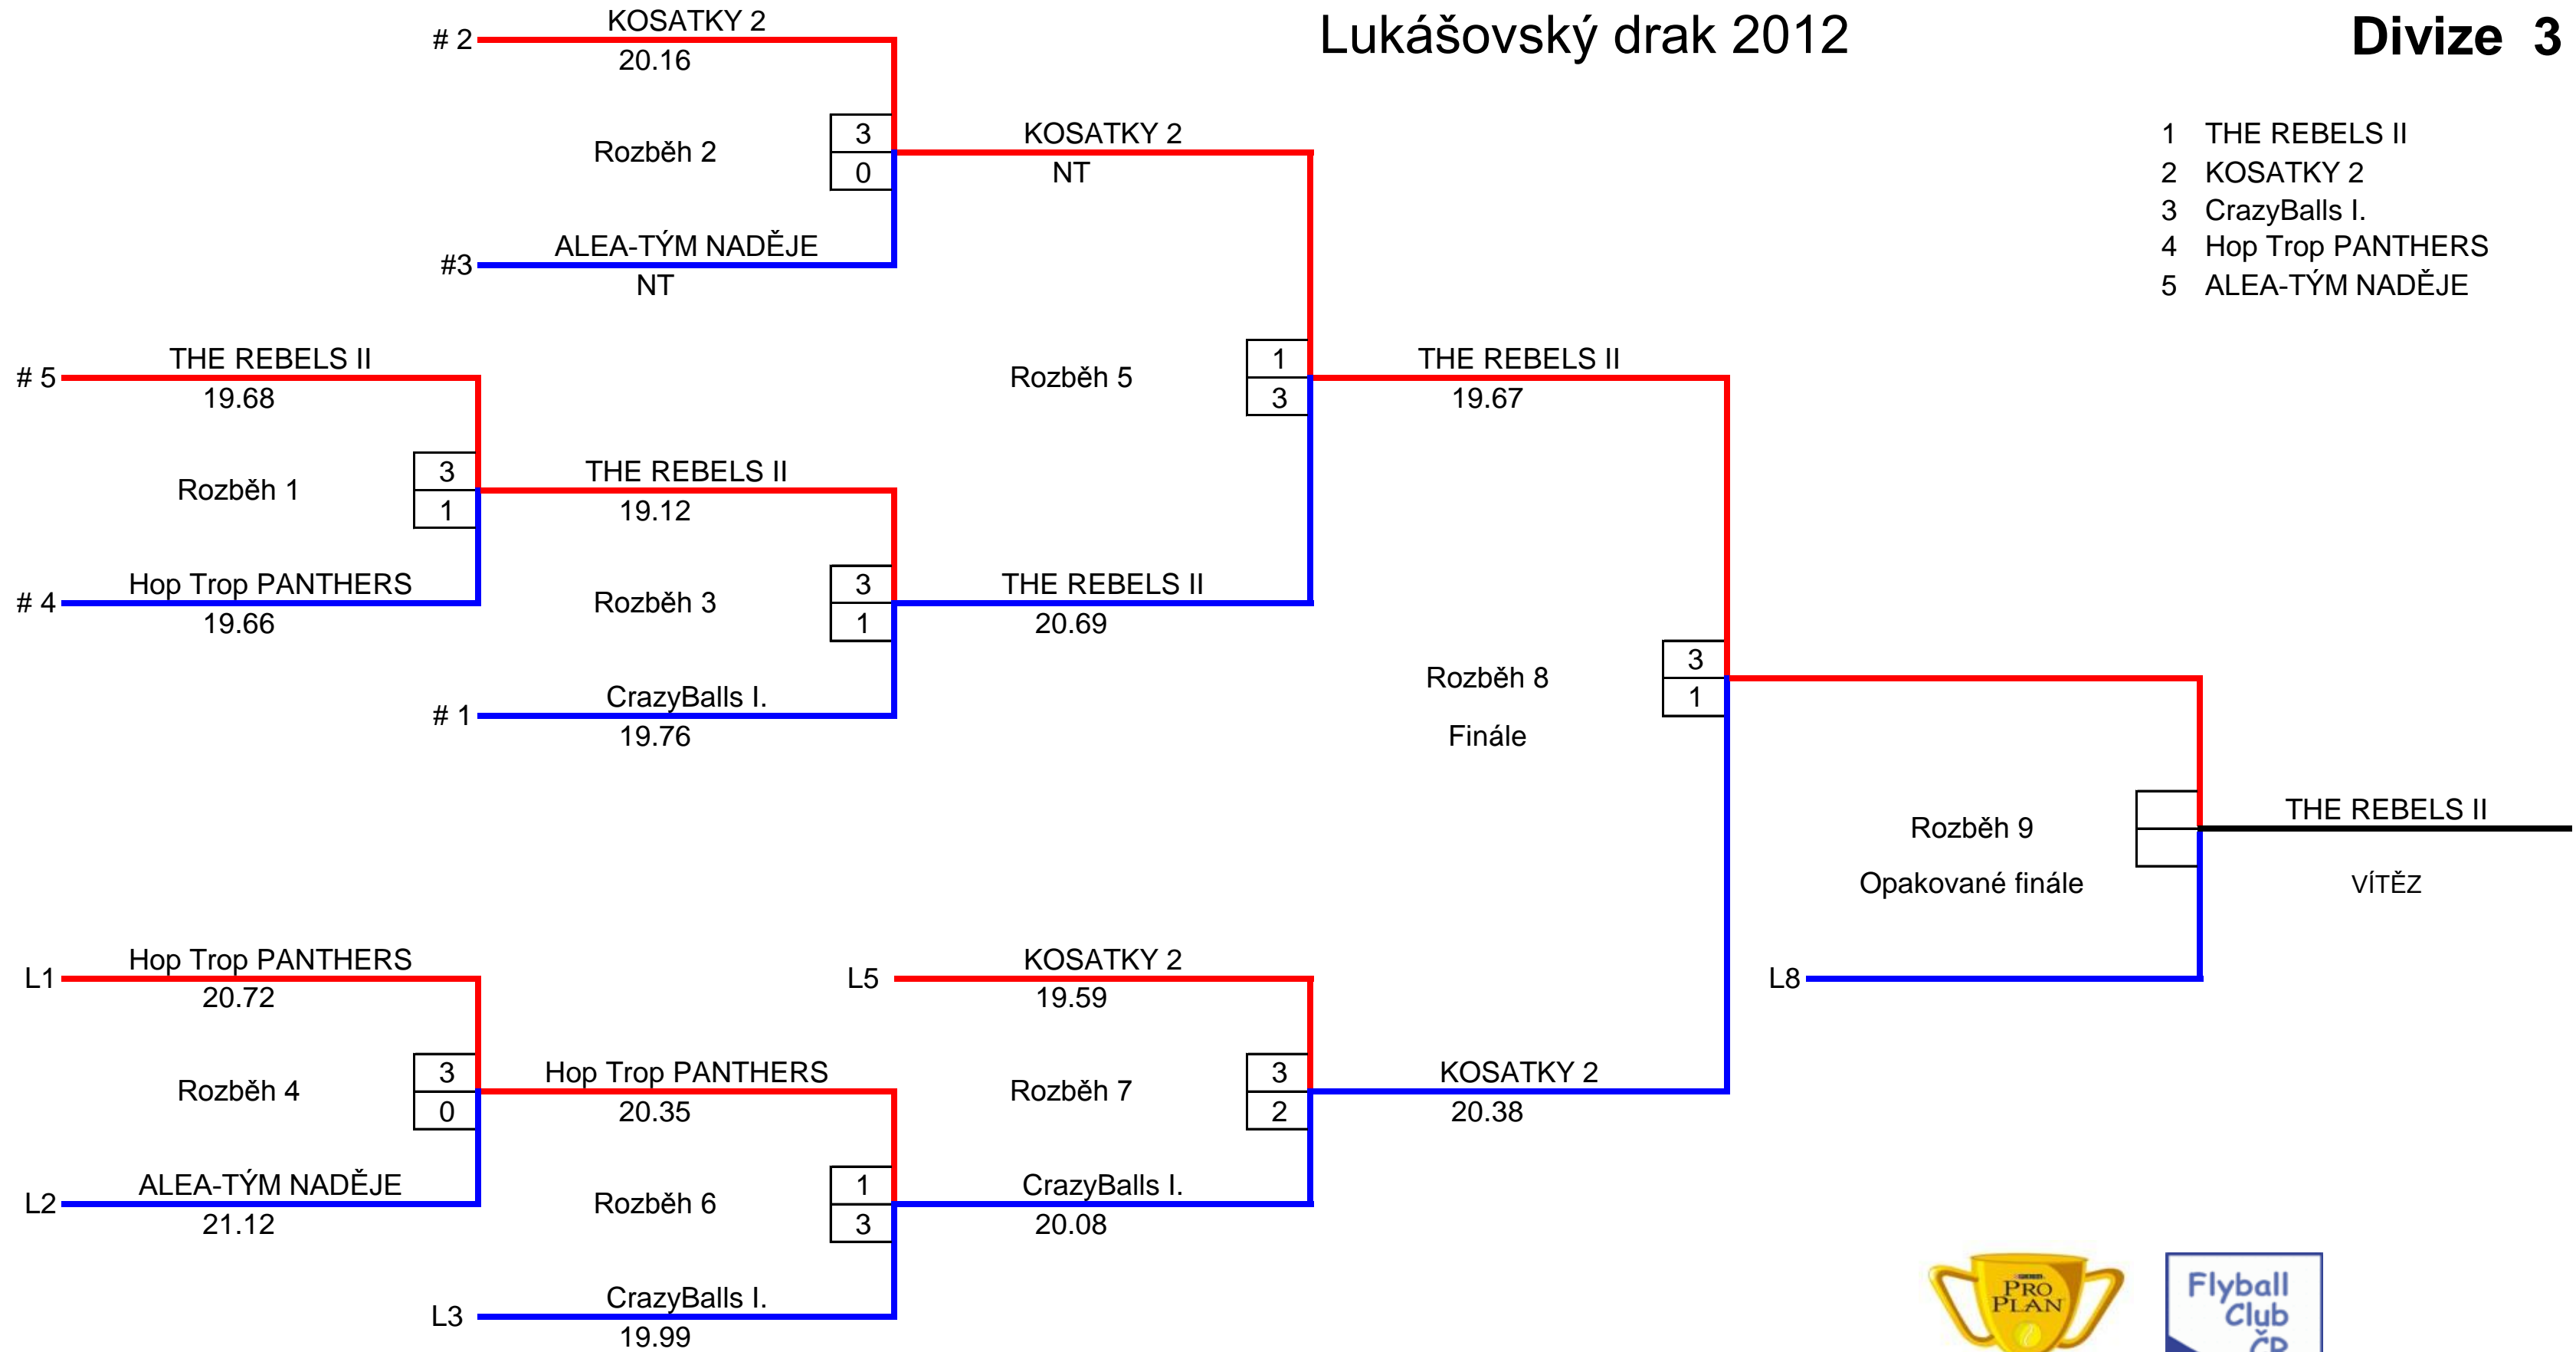 Lukášovský drak 2012
Divize 3
1 THE REBELS II
2 KOSATKY 2
3 CrazyBalls I.
4 Hop Trop PANTHERS
5 ALEA-TÝM NADĚJE
# 2
KOSATKY 2
20.16
Rozběh 2
3
0
#3
ALEA-TÝM NADĚJE
NT
KOSATKY 2
NT
# 5
THE REBELS II
19.68
Rozběh 1
3
1
# 4
Hop Trop PANTHERS
19.66
THE REBELS II
19.12
Rozběh 3
3
1
# 1
CrazyBalls I.
19.76
Rozběh 5
1
3
THE REBELS II
20.69
THE REBELS II
19.67
Rozběh 8
Finále
3
1
Rozběh 9
Opakované finále
THE REBELS II
VÍTĚZ
L8
L1
Hop Trop PANTHERS
20.72
Rozběh 4
3
0
L2
ALEA-TÝM NADĚJE
21.12
Hop Trop PANTHERS
20.35
Rozběh 6
1
3
L3
CrazyBalls I.
19.99
L5
KOSATKY 2
19.59
Rozběh 7
3
2
CrazyBalls I.
20.08
KOSATKY 2
20.38
PRO
PLAN
Flyball
Club
ČR